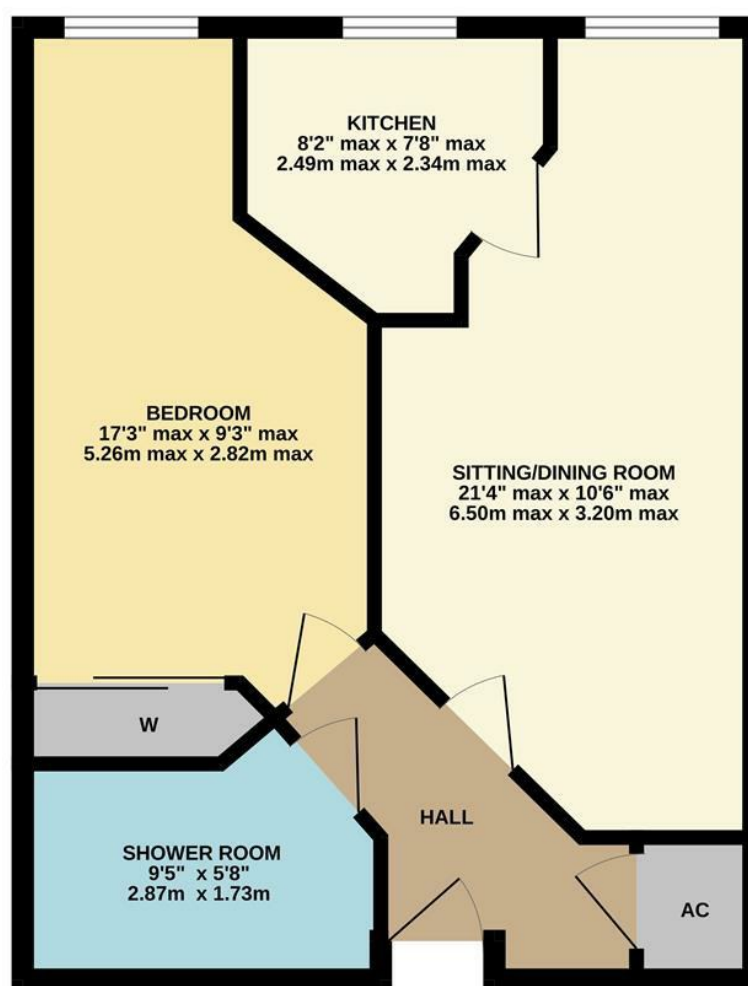 KITCHEN
8'2" max x 7'8" max
2.49m max x 2.34m max
BEDROOM
17'3" max x 9'3" max
5.26m max x 2.82m max
SITTING/DINING ROOM
21'4" max x 10'6" max
6.50m max x 3.20m max
W
HALL
SHOWER ROOM
9'5" x 5'8"
2.87m x 1.73m
AC